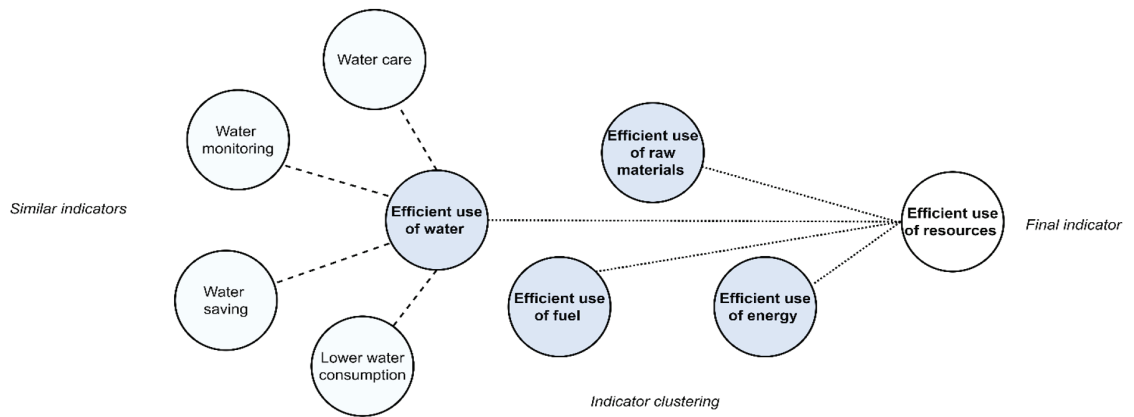 Water care
Water
monitoring
Similar indicators
Water
saving
Lower water
consumption
Efficient use
of water
Efficient use
of raw
materials
Efficient use
of fuel
Efficient use
of energy
Indicator clustering
Efficient use
of resources
Final indicator